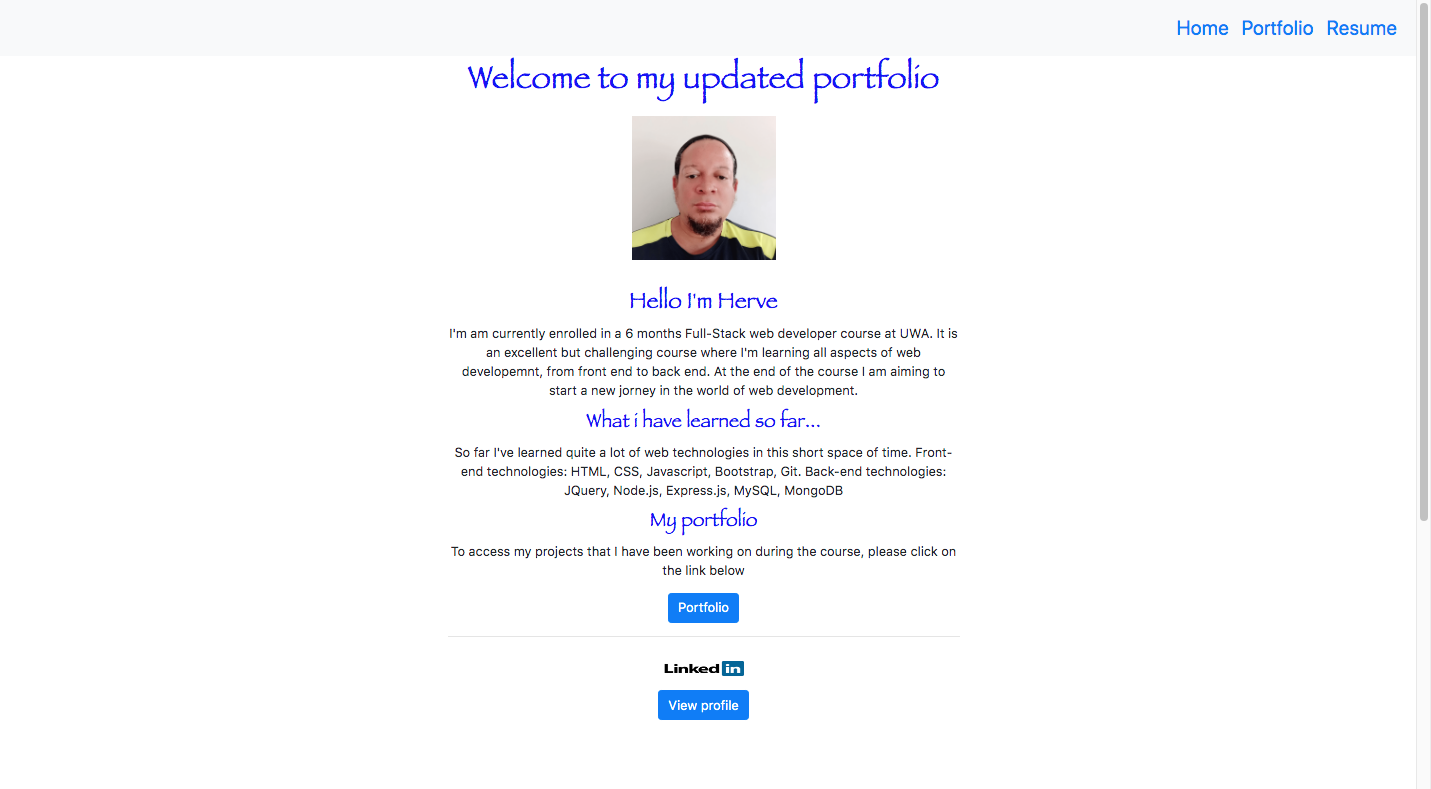 Home Portfolio Resume
Welcome to my updated portfolio
Hello I'm Herve
I'm am currently enrolled in a 6 months Full-Stack web developer course at UWA. It is
an excellent but challenging course where I'm learning all aspects of web
developemnt, from front end to back end. At the end of the course I am aiming to
start a new jorney in the world of web development.
What i have learned so far...
So far I've learned quite a lot of web technologies in this short space of time. Front-
end technologies: HTML, CSS, Javascript, Bootstrap, Git. Back-end technologies:
JQuery, Node.js, Express.js, MySQL, MongoDB
My portfolio
To access my projects that I have been working on during the course, please click on
the link below
Portfolio
Linked in
View profile